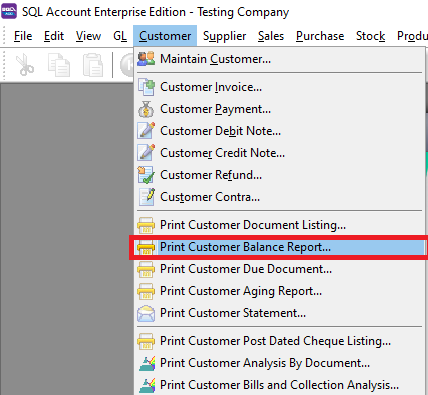 SQL Account Enterprise Edition - Testing Company
File Edit View GL Customer Supplier Sales Purchase Stock Produ
Maintain Customer...
Customer Invoice...
Customer Payment...
Customer Debit Note...
Customer Credit Note...
Customer Refund...
Customer Contra...
Print Customer Document Listing...
Print Customer Balance Report...
Print Customer Due Document...
Print Customer Aging Report...
Print Customer Statement...
Print Customer Post Dated Cheque Listing...
Print Customer Analysis By Document...
Print Customer Bills and Collection Analysis...